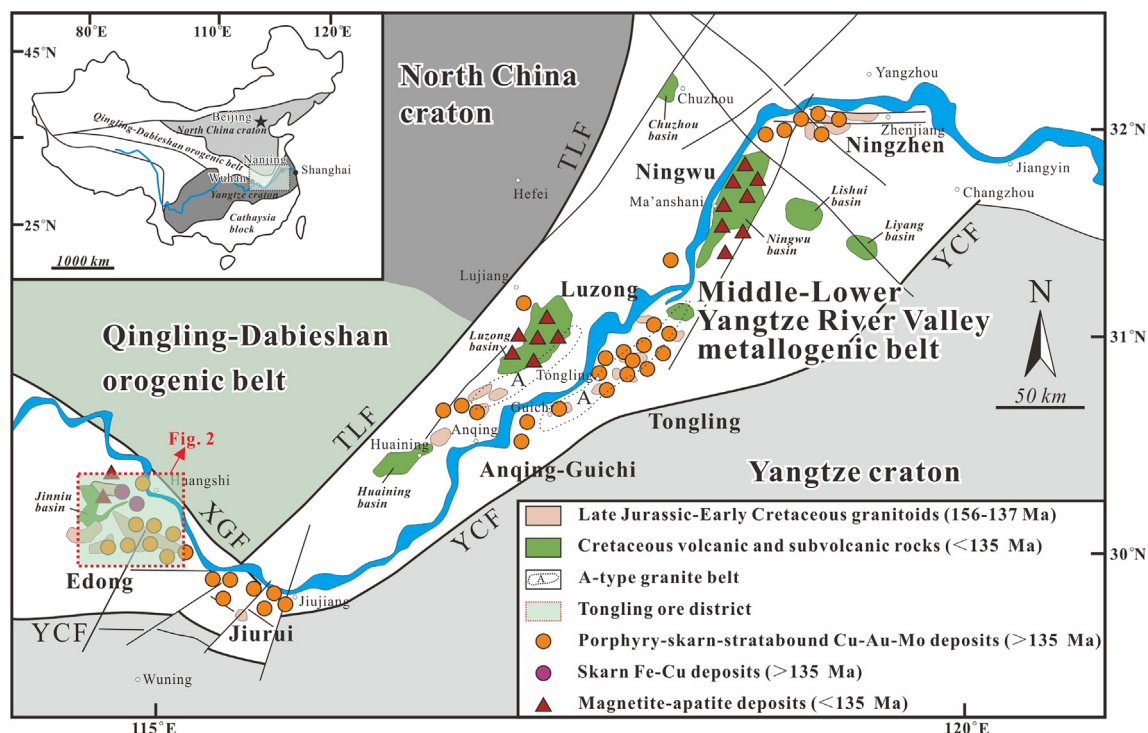 80°E
110°E
120°E
45°N
25°N
Beijing
North China craton
Qingling-Dabieshan
orogenic belt
Nanjing
Shanghai
Wuhan
Yangtze craton
Cathaysia
block
1000 km
North China
craton
TLF
Hefei
Chuzhou
Chuzhou
basin
Yangzhou
Zhenjiang
Ningzhen
32°N
Jiangyin
Changzhou
Ningwu
Ma'anshani
Lishui
basin
Liyang
basin
Ningwu
basin
YCF
Lujiang
Luzong
Luzong
basin
Middle-Lower
Yangtze River Valley
metallogenic belt
N
31°N
50 km
Qingling-Dabieshan
orogenic belt
A
Tongling
A
Guichi
Anqing
Tongling
TLF
Huaining
Huaining
basin
Anqing-Guichi
Yangtze craton
Fig. 2
Huangshi
Jinniu
basin
XGF
YCF
Edong
30°N
Jiujiang
Jiurui
YCF
Wuning
Late Jurassic-Early Cretaceous granitoids (156-137 Ma)
Cretaceous volcanic and subvolcanic rocks (<135 Ma)
A A-type granite belt
Tongling ore district
Porphyry-skarn-stratabound Cu-Au-Mo deposits (>135 Ma)
Skarn Fe-Cu deposits (>135 Ma)
Magnetite-apatite deposits (<135 Ma)
115°E
120°E